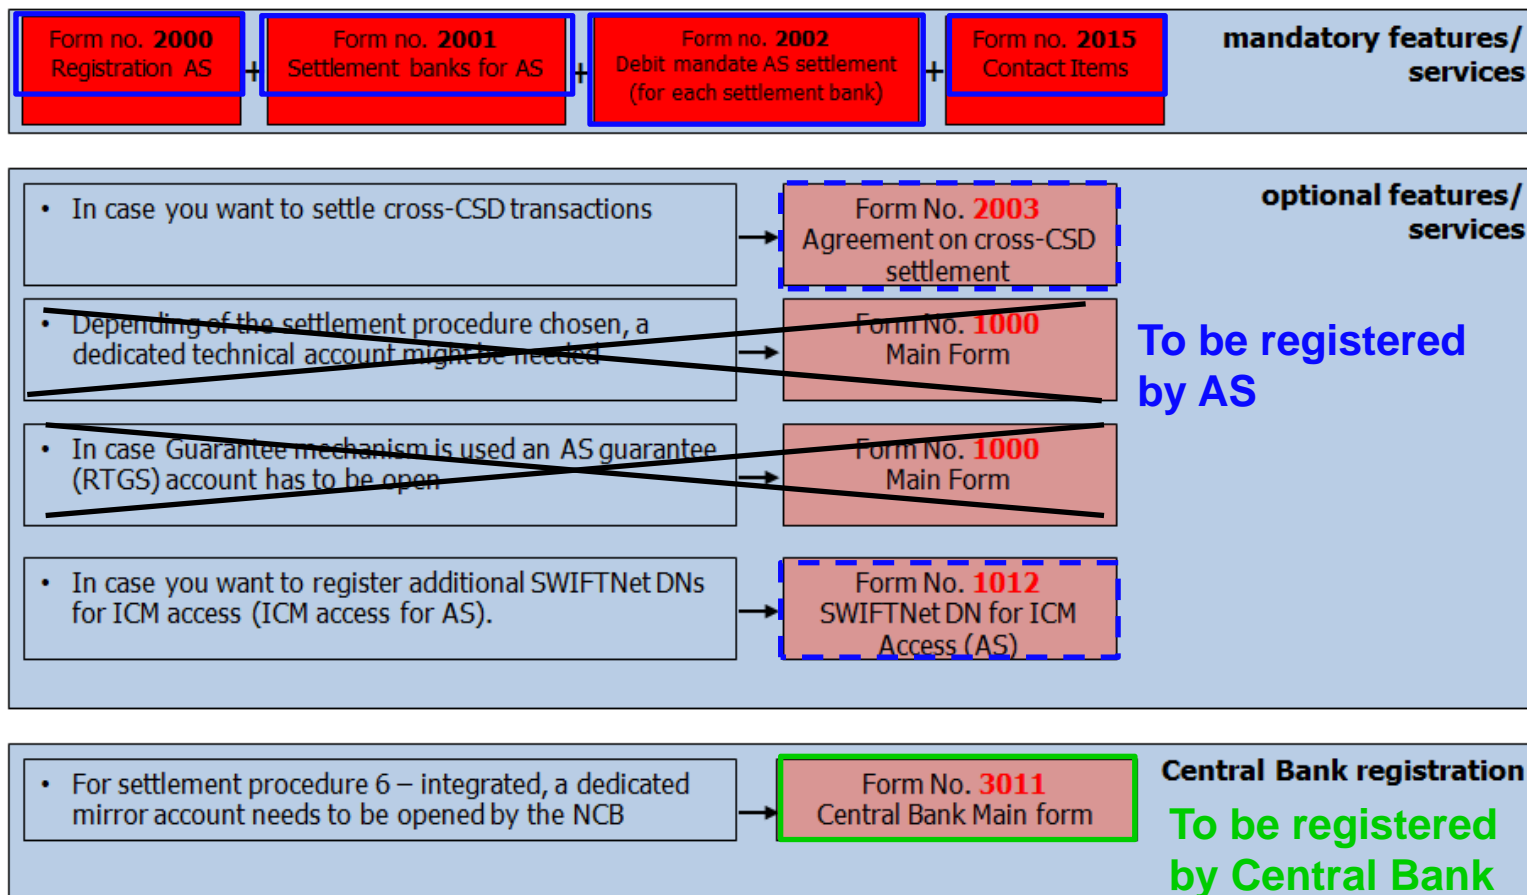 Form no. 2000
Registration AS
+
Form no. 2001
Settlement banks for AS
+
Form no. 2002
Debit mandate AS settlement
(for each settlement bank)
+
Form no. 2015
Contact Items
mandatory features/
services
• In case you want to settle cross-CSD transactions
Form No. 2003
Agreement on cross-CSD
settlement
optional features/
services
• Depending of the settlement procedure chosen, a
dedicated technical account might be needed
Form No. 1000
Main Form
To be registered
by AS
• In case Guarantee mechanism is used an AS guarantee
(RTGS) account has to be open
Form No. 1000
Main Form
• In case you want to register additional SWIFTNet DNs
for ICM access (ICM access for AS).
Form No. 1012
SWIFTNet DN for ICM
Access (AS)
• For settlement procedure 6 – integrated, a dedicated
mirror account needs to be opened by the NCB
Form No. 3011
Central Bank Main form
Central Bank registration
To be registered
by Central Bank